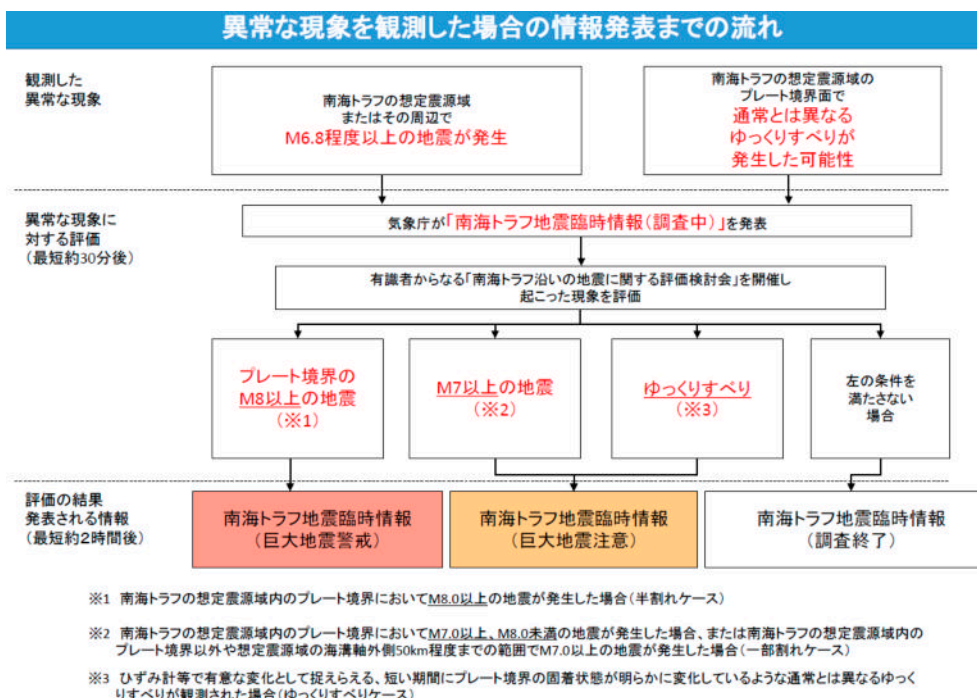 異常な現象を観測した場合の情報発表までの流れ
観測した
異常な現象
南海トラフの想定震源域
またはその周辺で
M6.8程度以上の地震が発生
南海トラフの想定震源域の
プレート境界面で
通常とは異なる
ゆっくりすべりが
発生した可能性
異常な現象に
対する評価
(最短約30分後)
気象庁が「南海トラフ地震臨時情報(調査中)」を発表
有識者からなる「南海トラフ沿いの地震に関する評価検討会」を開催し
起こった現象を評価
プレート境界の
M8以上の地震
(※1)
M7以上の地震
(※2)
ゆっくりすべり
(※3)
左の条件を
満たさない
場合
評価の結果
発表される情報
(最短約2時間後)
南海トラフ地震臨時情報
(巨大地震警戒)
南海トラフ地震臨時情報
(巨大地震注意)
南海トラフ地震臨時情報
(調査終了)
※1 南海トラフの想定震源域内のプレート境界においてM8.0以上の地震が発生した場合(半割れケース)
※2 南海トラフの想定震源域内のプレート境界においてM7.0以上、M8.0未満の地震が発生した場合、または南海トラフの想定震源域内の
プレート境界以外や想定震源域の海溝軸外側50km程度までの範囲でM7.0以上の地震が発生した場合(一部割れケース)
※3 ひずみ計等で有意な変化として捉えらえる、短い期間にプレート境界の固着状態が明らかに変化しているような通常とは異なるゆっく
りすべりが観測された場合(ゆっくりすべりケース)